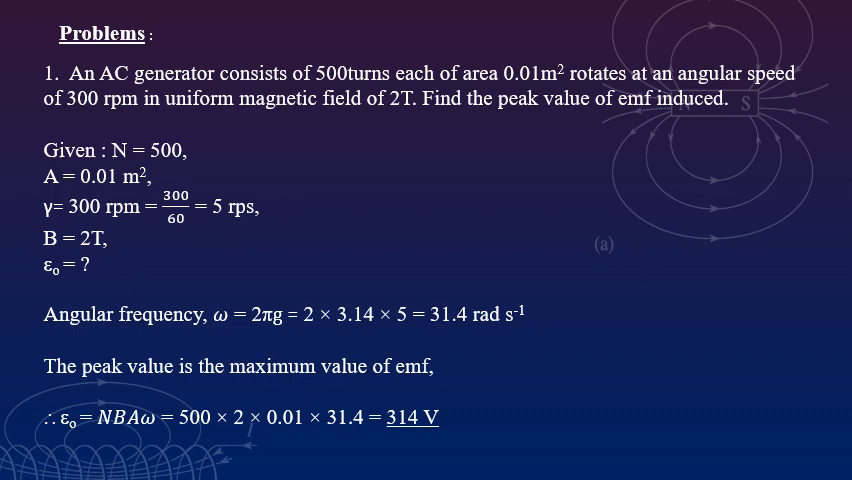 Problems :
1. An AC generator consists of 500turns each of area 0.01m² rotates at an angular speed
of 300 rpm in uniform magnetic field of 2T. Find the peak value of emf induced.
S
Given : N = 500,
A = 0.01 m²,
γ= 300 rpm = 300/60 = 5 rps,
B = 2T,
(a)
εₒ = ?
Angular frequency, ω = 2πg = 2 × 3.14 × 5 = 31.4 rad s⁻¹
The peak value is the maximum value of emf,
∴ εₒ = NBAω = 500 × 2 × 0.01 × 31.4 = 314 V